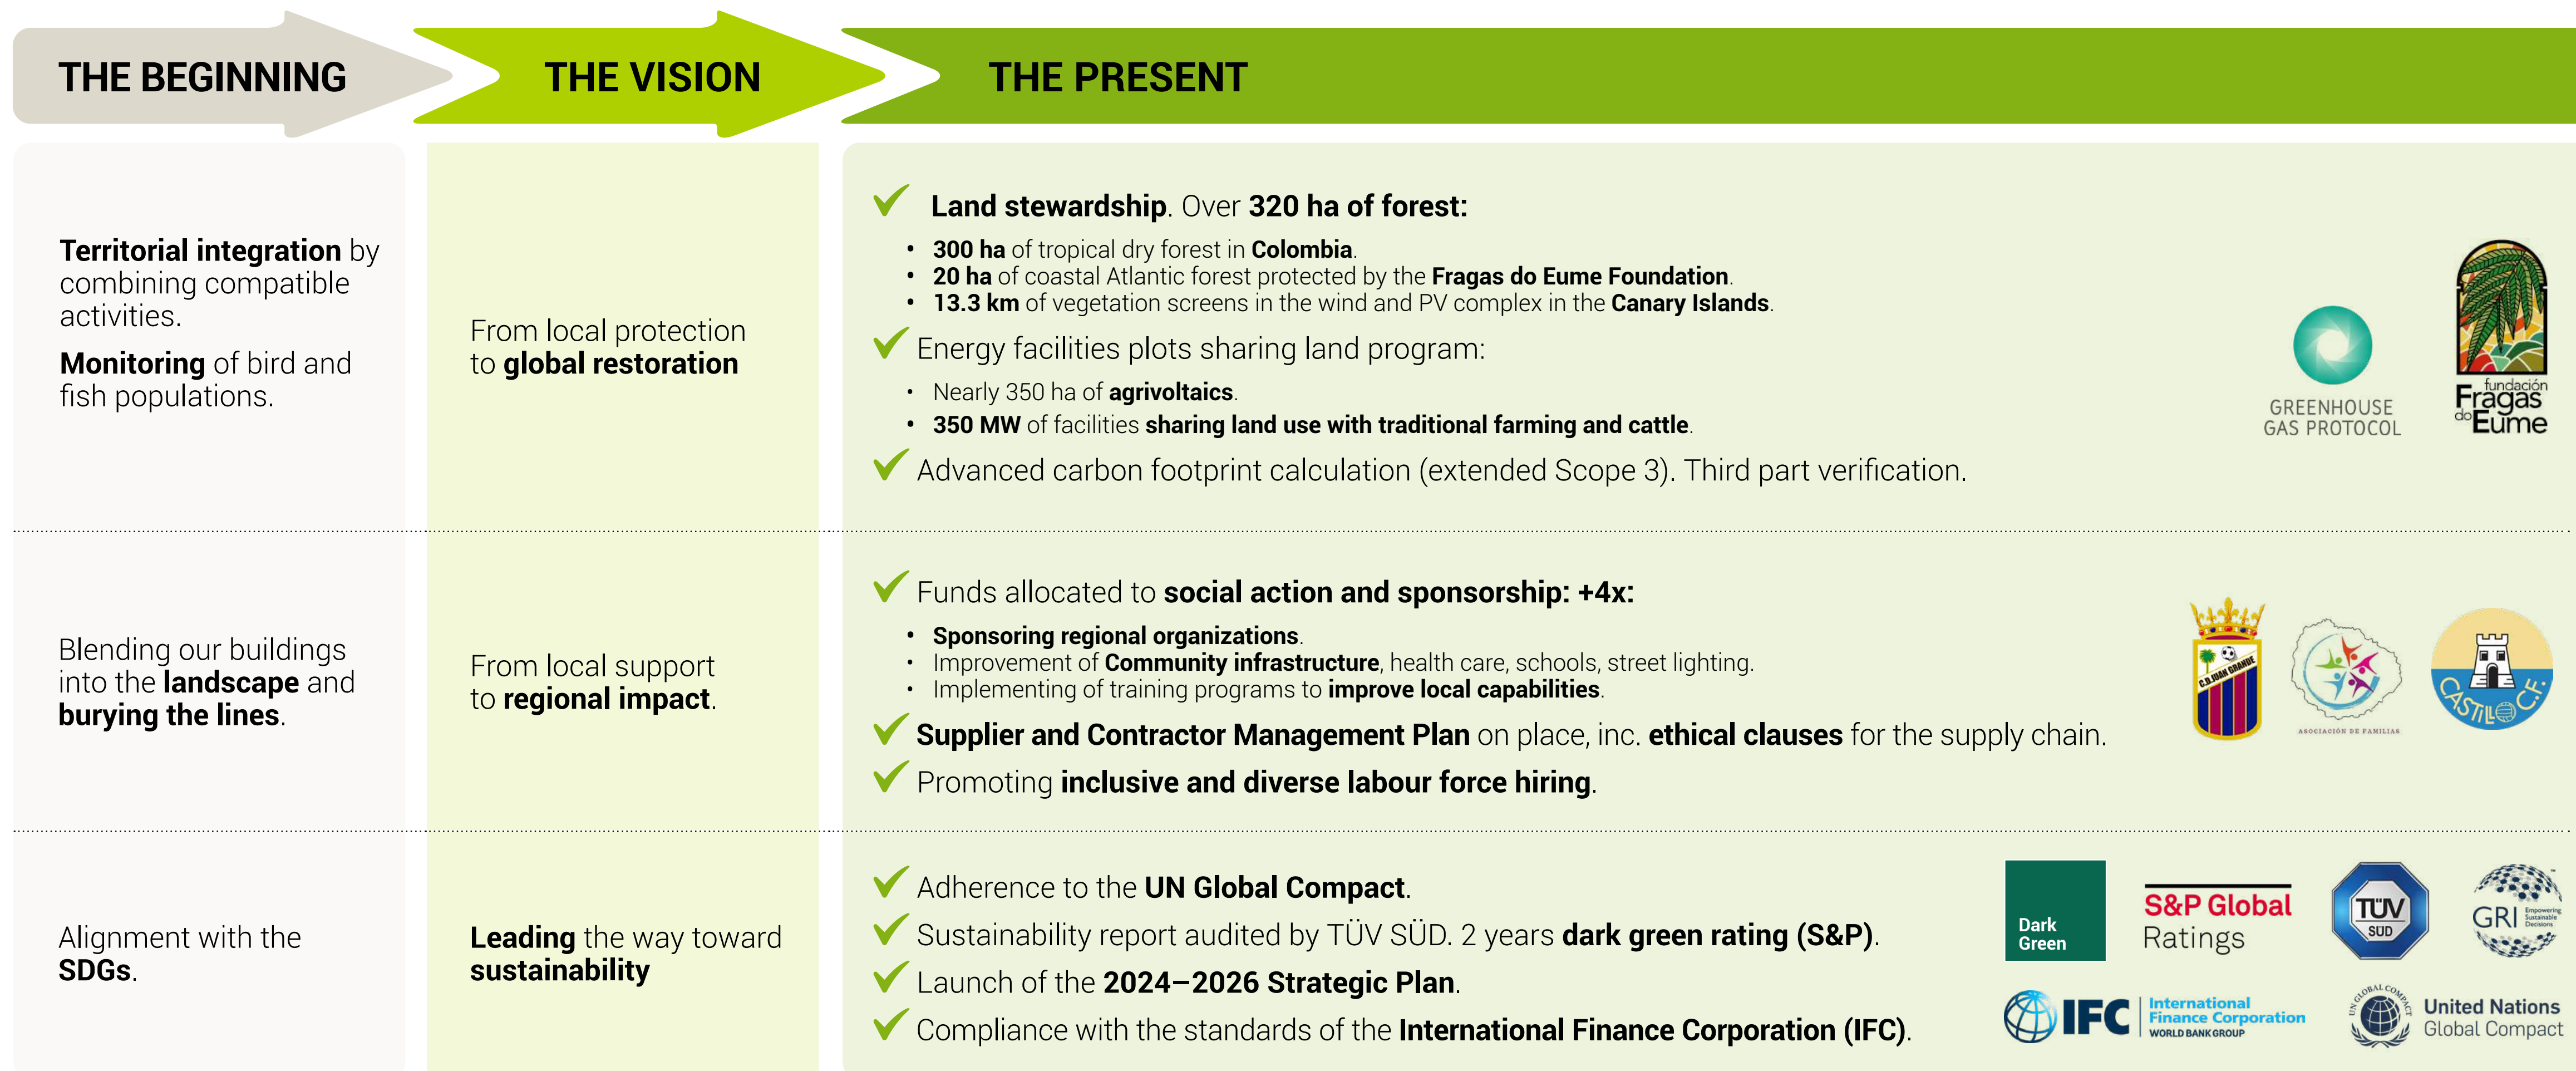 THE BEGINNING
THE VISION
THE PRESENT
Territorial integration by
combining compatible
activities.
Monitoring of bird and
fish populations.
From local protection
to global restoration
Land stewardship. Over 320 ha of forest:
• 300 ha of tropical dry forest in Colombia.
• 20 ha of coastal Atlantic forest protected by the Fragas do Eume Foundation.
• 13.3 km of vegetation screens in the wind and PV complex in the Canary Islands.
Energy facilities plots sharing land program:
• Nearly 350 ha of agrivoltaics.
• 350 MW of facilities sharing land use with traditional farming and cattle.
Advanced carbon footprint calculation (extended Scope 3). Third part verification.
GREENHOUSE
GAS PROTOCOL
fundación
Fragas
do Eume
Blending our buildings
into the landscape and
burying the lines.
From local support
to regional impact.
Funds allocated to social action and sponsorship: +4x:
• Sponsoring regional organizations.
• Improvement of Community infrastructure, health care, schools, street lighting.
• Implementing of training programs to improve local capabilities.
Supplier and Contractor Management Plan on place, inc. ethical clauses for the supply chain.
Promoting inclusive and diverse labour force hiring.
C.D. JUAN GRANDE
ASOCIACIÓN DE FAMILIAS
CASTILLO C.F.
Alignment with the
SDGs.
Leading the way toward
sustainability
Adherence to the UN Global Compact.
Sustainability report audited by TÜV SÜD. 2 years dark green rating (S&P).
Launch of the 2024–2026 Strategic Plan.
Compliance with the standards of the International Finance Corporation (IFC).
Dark
Green
S&P Global
Ratings
TÜV
SÜD
GRI
Empowering
Sustainable
Decisions
IFC
International
Finance Corporation
WORLD BANK GROUP
UN GLOBAL COMPACT
United Nations
Global Compact